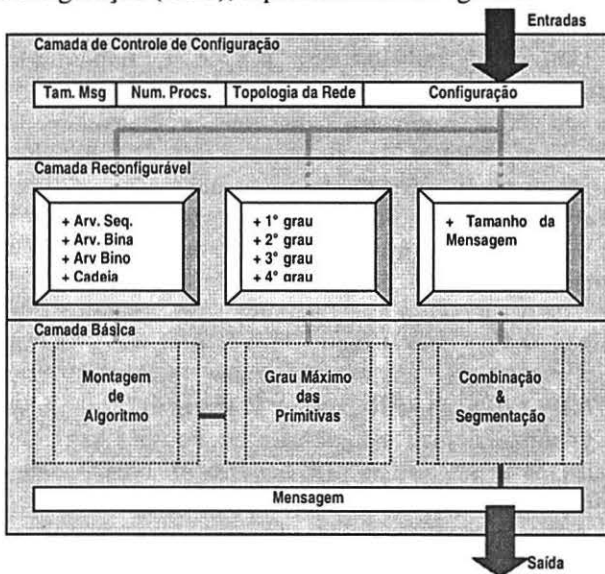 Entradas
Camada de Controle de Configuração
Tam. Msg Num. Procs. Topologia da Rede Configuração
Camada Reconfigurável
+ Arv. Seq.
+ Arv. Bina
+ Arv Bino
+ Cadeia
+ 1° grau
+ 2° grau
+ 3° grau
+ 4° grau
+ Tamanho da
Mensagem
Camada Básica
Montagem
de
Algoritmo
Grau Máximo
das
Primitivas
Combinação
&
Segmentação
Mensagem
Saída